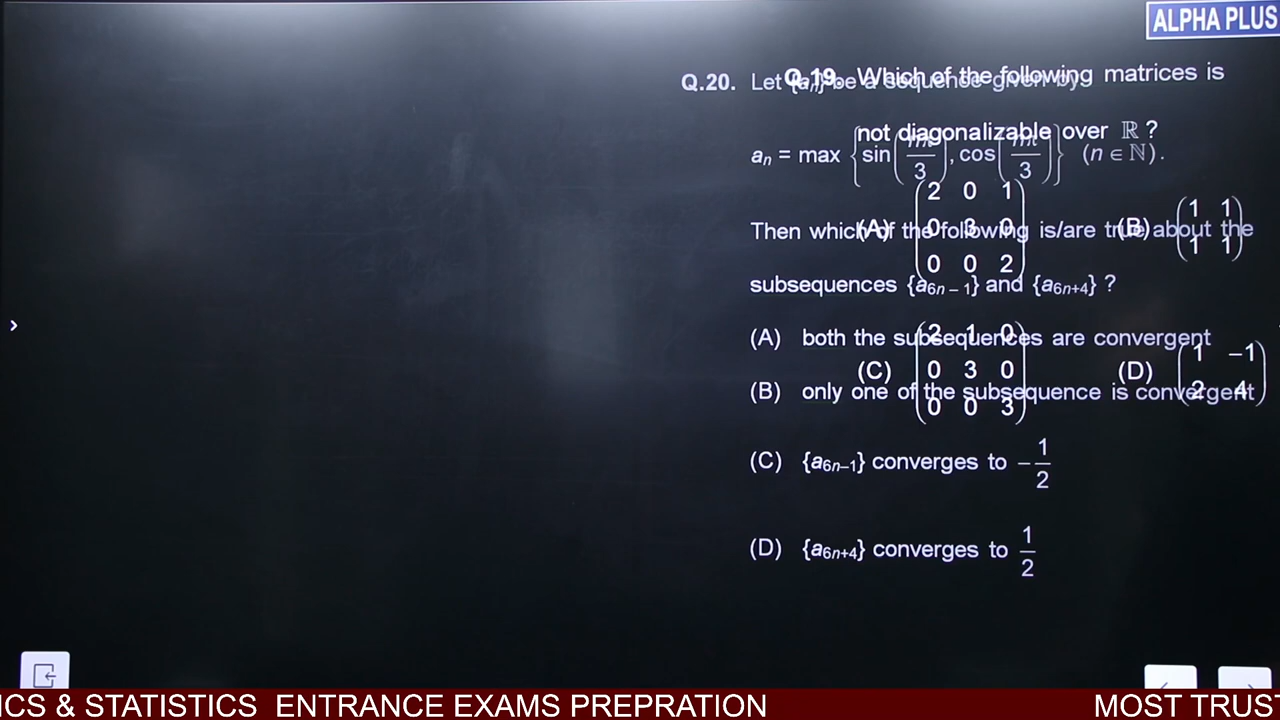 ALPHA PLUS
Q.19. Which of the following matrices is
not diagonalizable over ℝ ?
(A) (2 0 1
0 3 0
0 0 2)
(B) (1 1
1 1)
(C) (2 1 0
0 3 0
0 0 3)
(D) (1 −1
2 4)
Q.20. Let {aₙ} be a sequence given by
aₙ = max {sin(nπ/3), cos(nπ/3)} (n ∈ ℕ).
Then which of the following is/are true about the
subsequences {a₆ₙ₋₁} and {a₆ₙ₊₄} ?
(A) both the subsequences are convergent
(B) only one of the subsequence is convergent
(C) {a₆ₙ₋₁} converges to −1/2
(D) {a₆ₙ₊₄} converges to 1/2
ICS & STATISTICS ENTRANCE EXAMS PREPRATION MOST TRUST